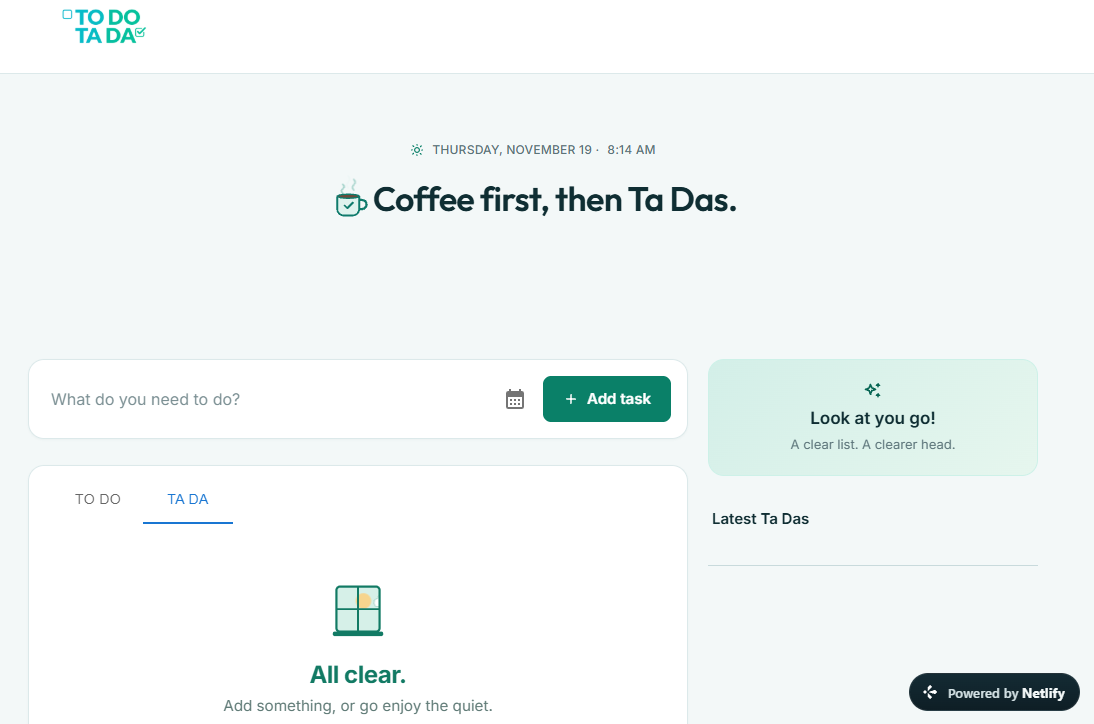 TO DO
TA DA
THURSDAY, NOVEMBER 19 · 8:14 AM
Coffee first, then Ta Das.
What do you need to do?
+ Add task
Look at you go!
A clear list. A clearer head.
TO DO
TA DA
Latest Ta Das
All clear.
Add something, or go enjoy the quiet.
Powered by Netlify